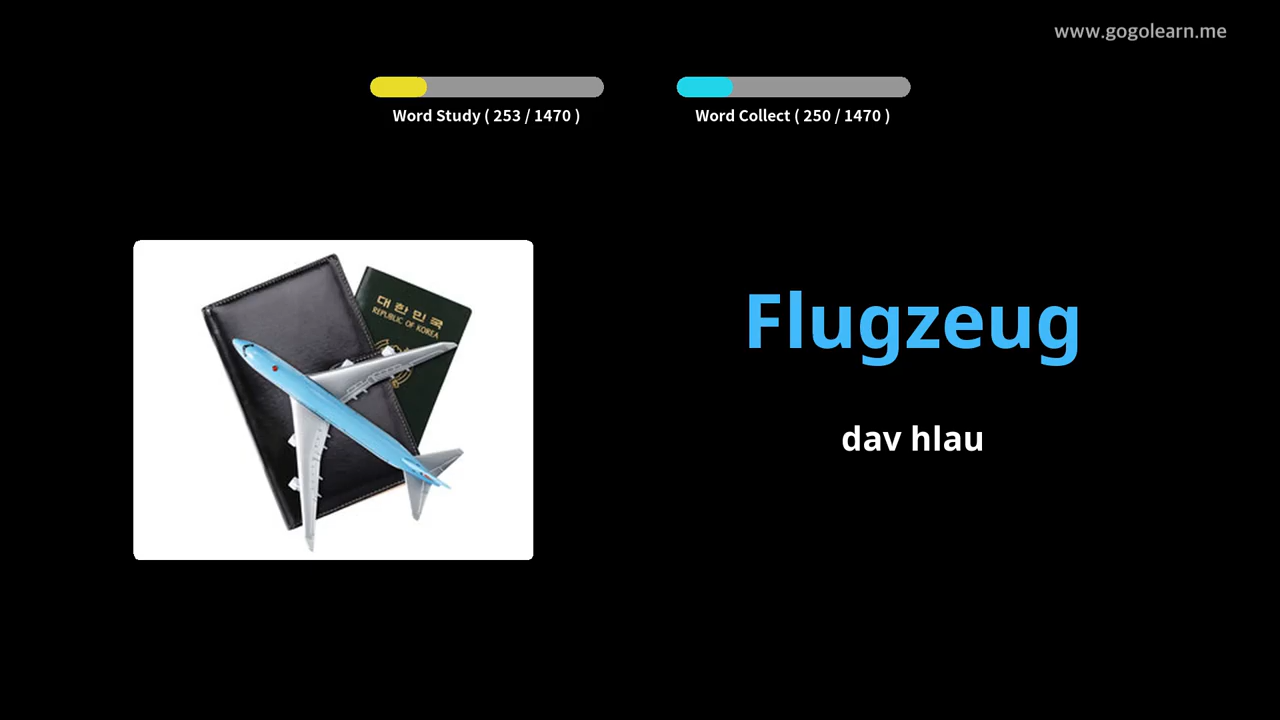 www.gogolearn.me
Word Study ( 253 / 1470 )
Word Collect ( 250 / 1470 )
대한민국
REPUBLIC OF KOREA
Flugzeug
dav hlau